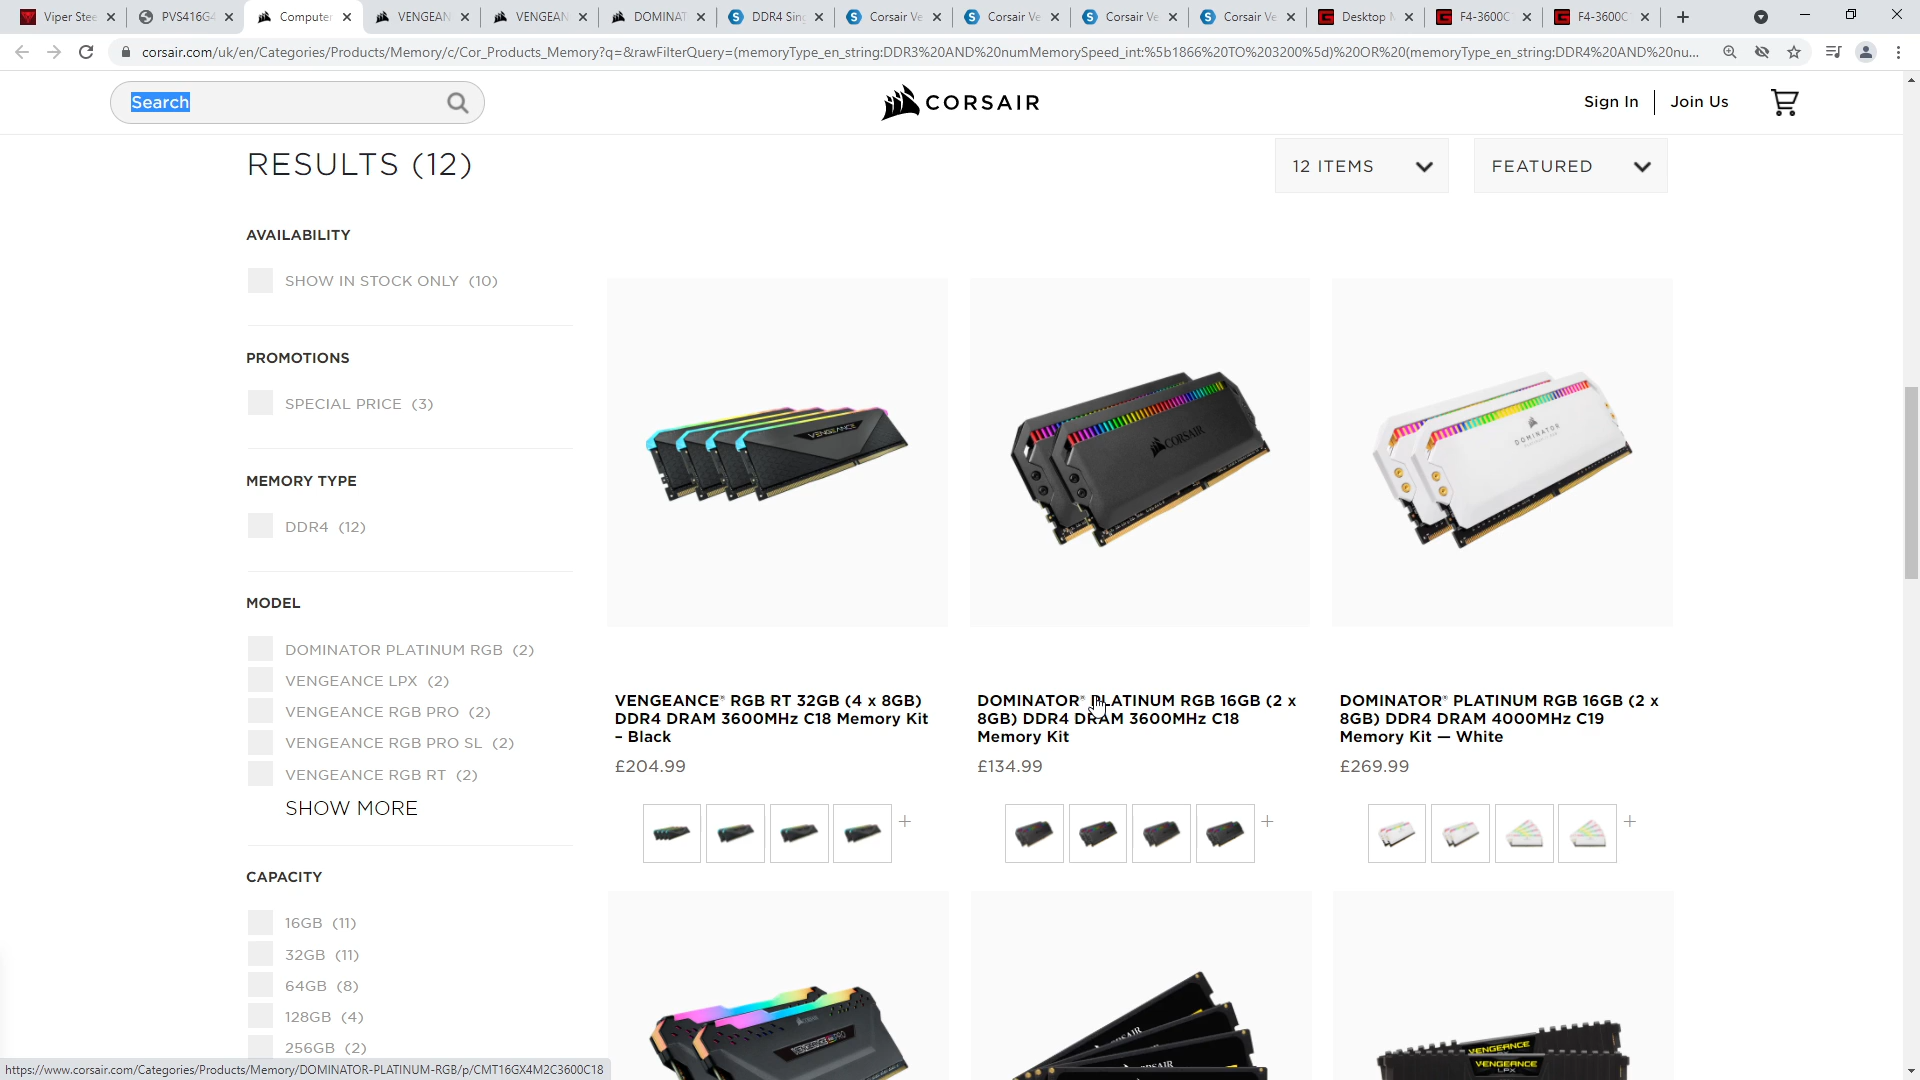 Viper Stee
PVS416G4
Computer
VENGEAN
VENGEAN
DOMINAT
DDR4 Sin
Corsair Ve
Corsair Ve
Corsair Ve
Corsair Ve
Desktop
F4-3600C
F4-3600C
corsair.com/uk/en/Categories/Products/Memory/c/Cor_Products_Memory?q=&rawFilterQuery=(memoryType_en_string:DDR3%20AND%20numMemorySpeed_int:%5b1866%20TO%203200%5d)%20OR%20(memoryType_en_string:DDR4%20AND%20nu...
Search
CORSAIR
Sign In
Join Us
RESULTS (12)
12 ITEMS
FEATURED
AVAILABILITY
SHOW IN STOCK ONLY (10)
PROMOTIONS
SPECIAL PRICE (3)
MEMORY TYPE
DDR4 (12)
MODEL
DOMINATOR PLATINUM RGB (2)
VENGEANCE LPX (2)
VENGEANCE RGB PRO (2)
VENGEANCE RGB PRO SL (2)
VENGEANCE RGB RT (2)
SHOW MORE
CAPACITY
16GB (11)
32GB (11)
64GB (8)
128GB (4)
256GB (2)
VENGEANCE
CORSAIR
DOMINATOR
VENGEANCE® RGB RT 32GB (4 x 8GB)
DDR4 DRAM 3600MHz C18 Memory Kit
– Black
£204.99
+
DOMINATOR® PLATINUM RGB 16GB (2 x
8GB) DDR4 DRAM 3600MHz C18
Memory Kit
£134.99
+
DOMINATOR® PLATINUM RGB 16GB (2 x
8GB) DDR4 DRAM 4000MHz C19
Memory Kit — White
£269.99
+
VENGEANCE
VENGEANCE
LPX
https://www.corsair.com/Categories/Products/Memory/DOMINATOR-PLATINUM-RGB/p/CMT16GX4M2C3600C18